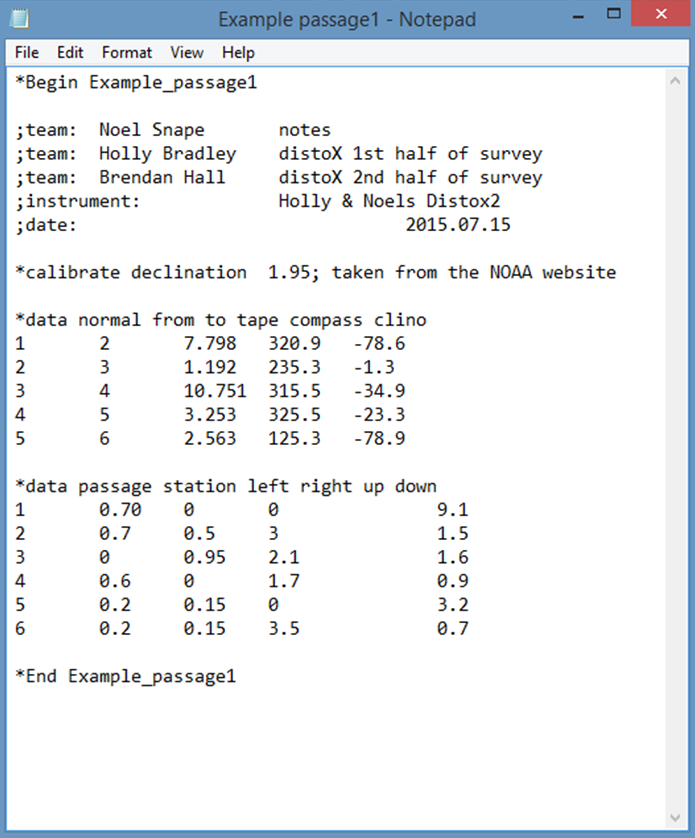 Example passage1 - Notepad
File Edit Format View Help
*Begin Example_passage1
;team: Noel Snape notes
;team: Holly Bradley distoX 1st half of survey
;team: Brendan Hall distoX 2nd half of survey
;instrument: Holly & Noels Distox2
;date: 2015.07.15
*calibrate declination 1.95; taken from the NOAA website
*data normal from to tape compass clino
1 2 7.798 320.9 -78.6
2 3 1.192 235.3 -1.3
3 4 10.751 315.5 -34.9
4 5 3.253 325.5 -23.3
5 6 2.563 125.3 -78.9
*data passage station left right up down
1 0.70 0 0 9.1
2 0.7 0.5 3 1.5
3 0 0.95 2.1 1.6
4 0.6 0 1.7 0.9
5 0.2 0.15 0 3.2
6 0.2 0.15 3.5 0.7
*End Example_passage1